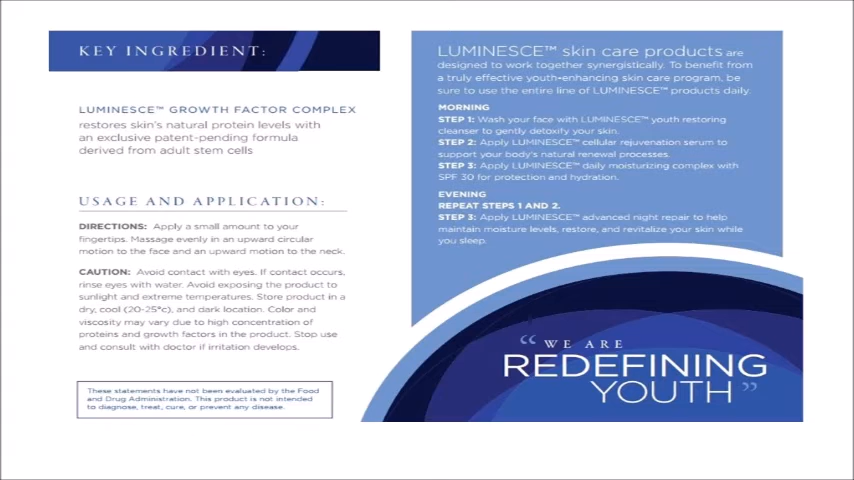 KEY INGREDIENT:
LUMINESCE™ GROWTH FACTOR COMPLEX
restores skin's natural protein levels with
an exclusive patent-pending formula
derived from adult stem cells
USAGE AND APPLICATION:
DIRECTIONS: Apply a small amount to your
fingertips. Massage evenly in an upward circular
motion to the face and an upward motion to the neck.
CAUTION: Avoid contact with eyes. If contact occurs,
rinse eyes with water. Avoid exposing the product to
sunlight and extreme temperatures. Store product in a
dry, cool (20-25°c), and dark location. Color and
viscosity may vary due to high concentration of
proteins and growth factors in the product. Stop use
and consult with doctor if irritation develops.
These statements have not been evaluated by the Food
and Drug Administration. This product is not intended
to diagnose, treat, cure, or prevent any disease.
LUMINESCE™ skin care products are
designed to work together synergistically. To benefit from
a truly effective youth•enhancing skin care program, be
sure to use the entire line of LUMINESCE™ products daily.
MORNING
STEP 1: Wash your face with LUMINESCE™ youth restoring
cleanser to gently detoxify your skin.
STEP 2: Apply LUMINESCE™ cellular rejuvenation serum to
support your body's natural renewal processes.
STEP 3: Apply LUMINESCE™ daily moisturizing complex with
SPF 30 for protection and hydration.
EVENING
REPEAT STEPS 1 AND 2.
STEP 3: Apply LUMINESCE™ advanced night repair to help
maintain moisture levels, restore, and revitalize your skin while
you sleep.
“WE ARE
REDEFINING
YOUTH”